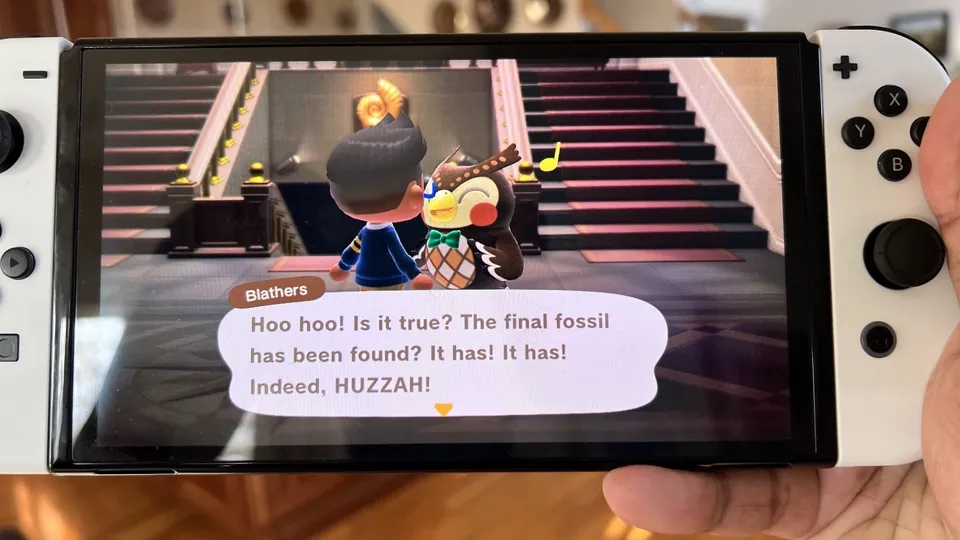 Blathers
Hoo hoo! Is it true? The final fossil
has been found? It has! It has!
Indeed, HUZZAH!
X
Y
B